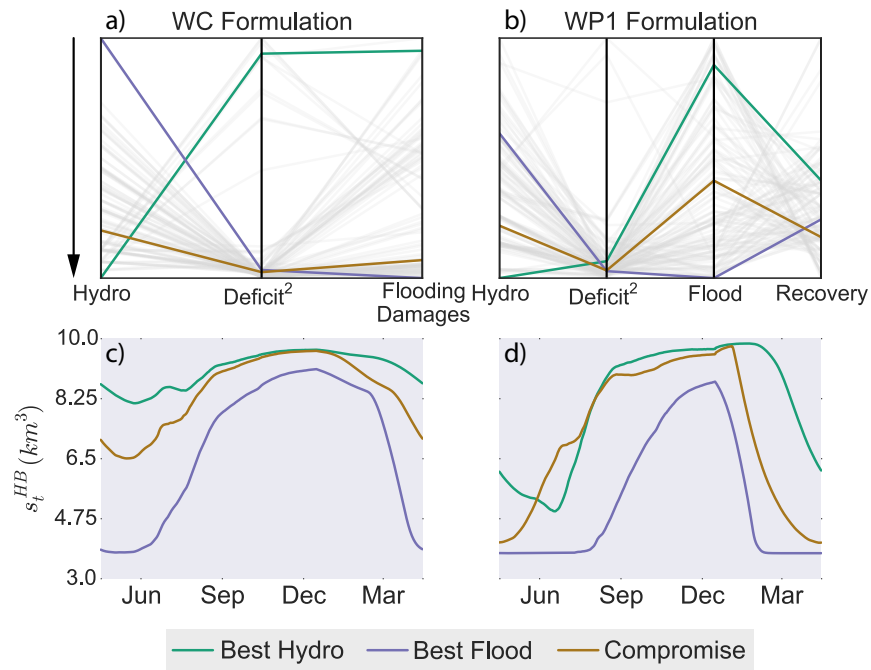 a) WC Formulation
b) WP1 Formulation
Hydro Deficit² Flooding Damages
Hydro Deficit² Flood Recovery
c)
d)
10.0
8.25
6.5
4.75
3.0
s_t^{HB} (km³)
Jun Sep Dec Mar
Jun Sep Dec Mar
Best Hydro Best Flood Compromise